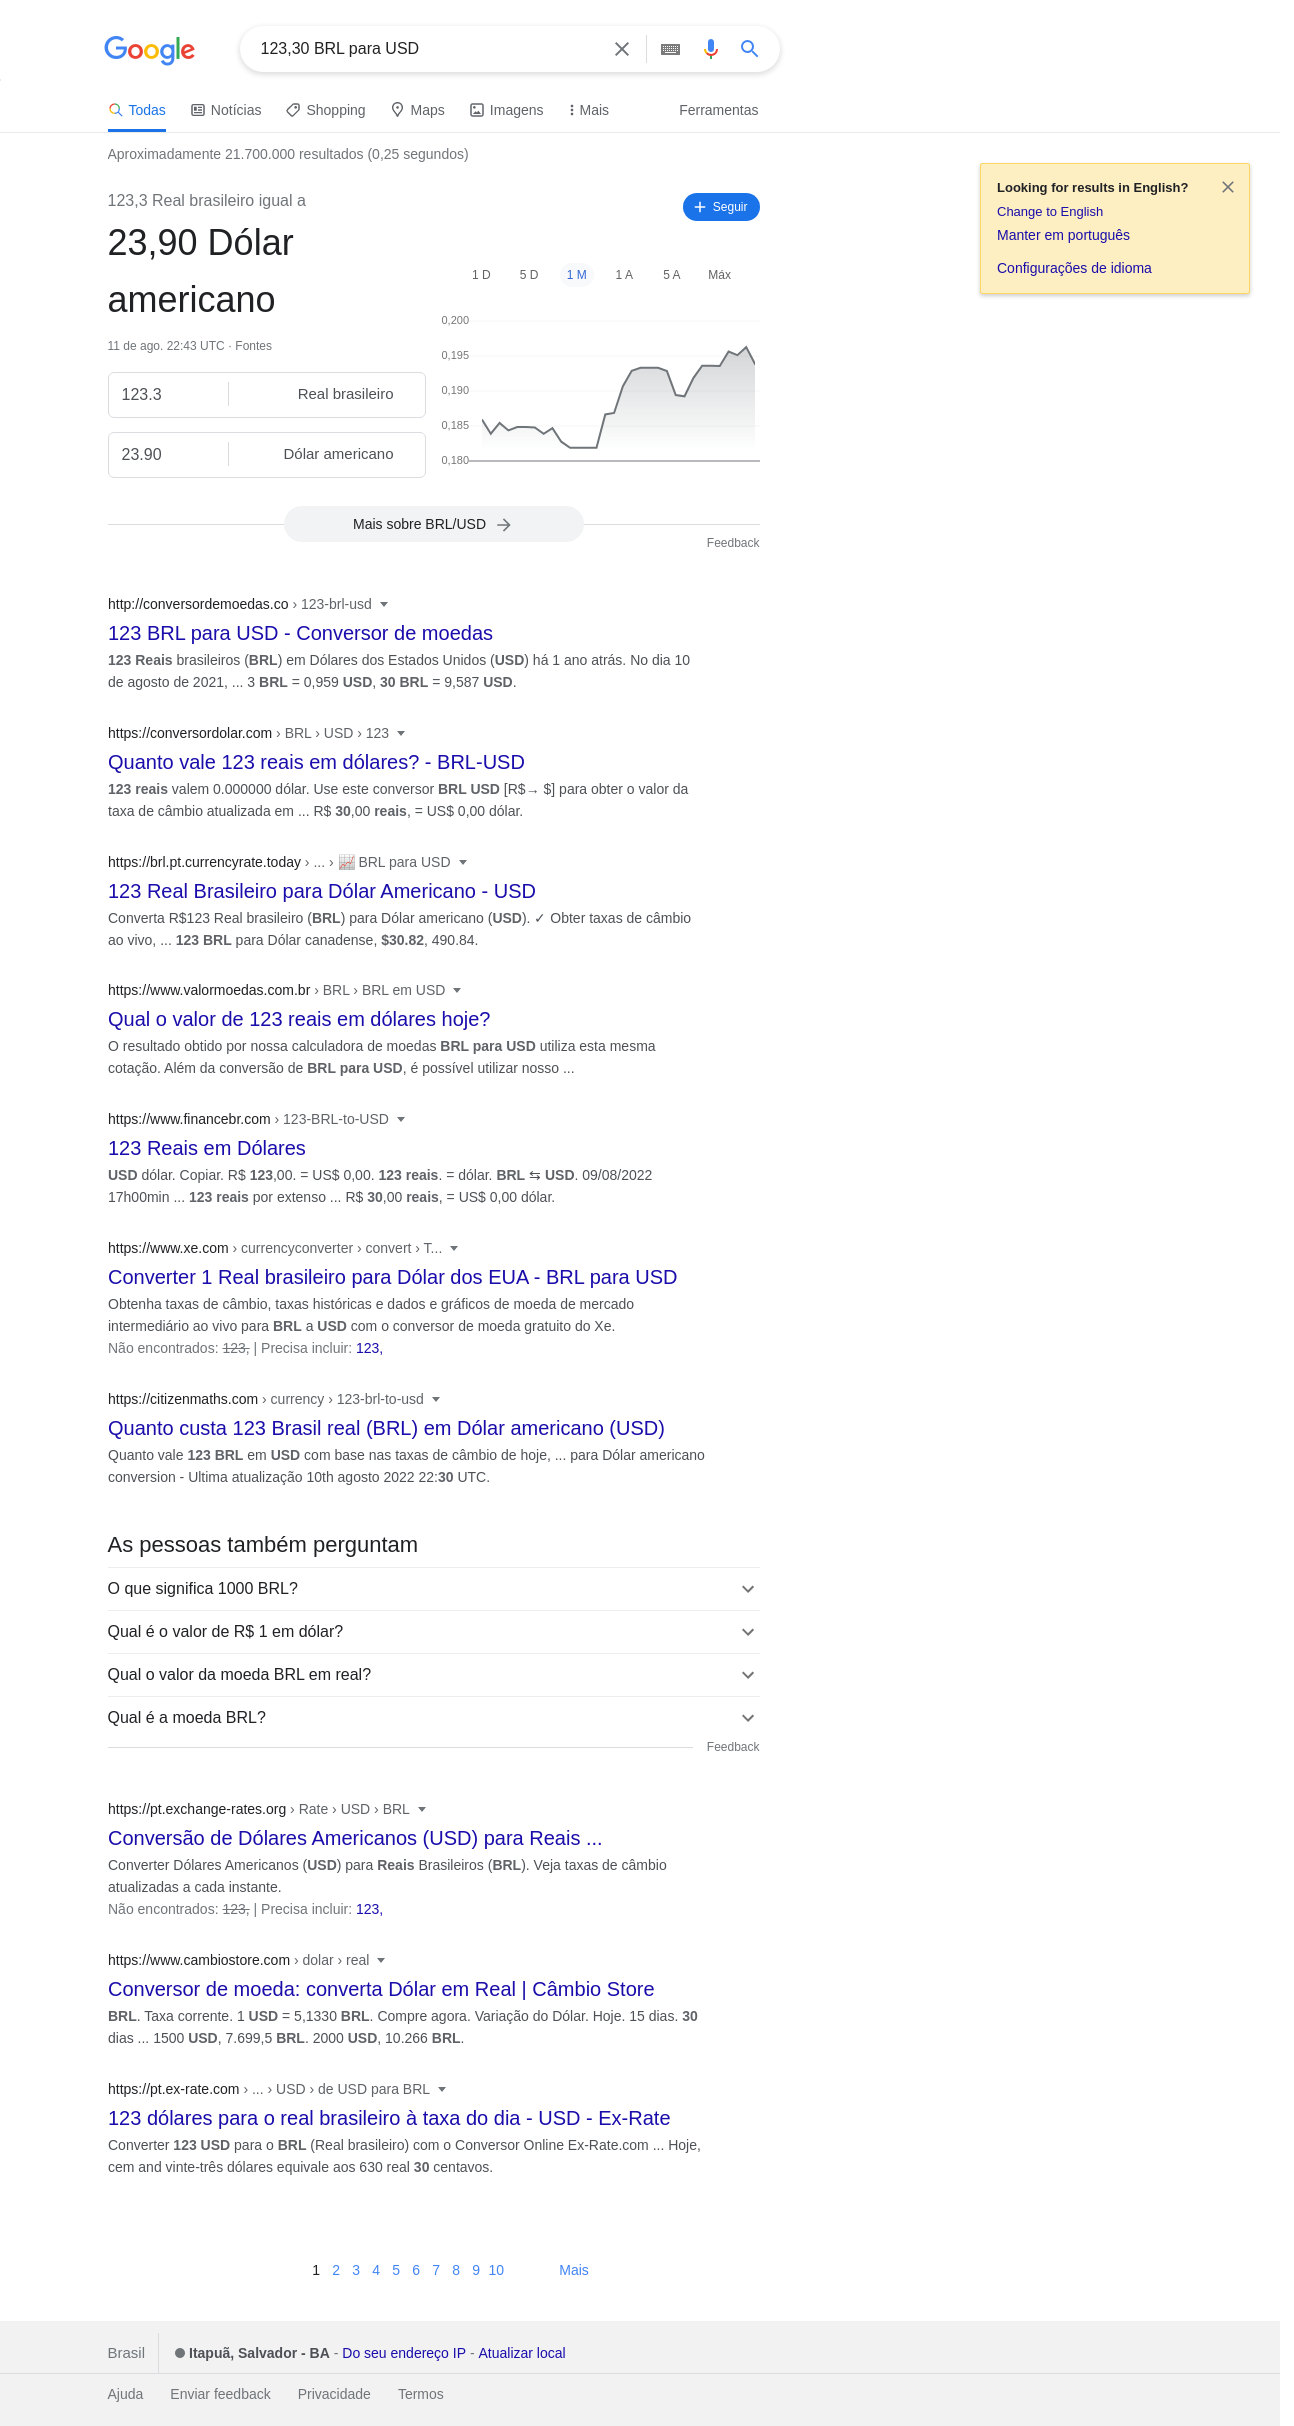 Google
123,30 BRL para USD
Todas Notícias Shopping Maps Imagens Mais Ferramentas
Aproximadamente 21.700.000 resultados (0,25 segundos)
Looking for results in English?
Change to English
Manter em português
Configurações de idioma
123,3 Real brasileiro igual a
Seguir
23,90 Dólar
americano
1 D 5 D 1 M 1 A 5 A Máx
11 de ago. 22:43 UTC · Fontes
123.3 Real brasileiro
23.90 Dólar americano
0,200
0,195
0,190
0,185
0,180
Mais sobre BRL/USD
Feedback
http://conversordemoedas.co › 123-brl-usd
123 BRL para USD - Conversor de moedas
123 Reais brasileiros (BRL) em Dólares dos Estados Unidos (USD) há 1 ano atrás. No dia 10
de agosto de 2021, ... 3 BRL = 0,959 USD, 30 BRL = 9,587 USD.
https://conversordolar.com › BRL › USD › 123
Quanto vale 123 reais em dólares? - BRL-USD
123 reais valem 0.000000 dólar. Use este conversor BRL USD [R$→ $] para obter o valor da
taxa de câmbio atualizada em ... R$ 30,00 reais, = US$ 0,00 dólar.
https://brl.pt.currencyrate.today › ... › 📈 BRL para USD
123 Real Brasileiro para Dólar Americano - USD
Converta R$123 Real brasileiro (BRL) para Dólar americano (USD). ✓ Obter taxas de câmbio
ao vivo, ... 123 BRL para Dólar canadense, $30.82, 490.84.
https://www.valormoedas.com.br › BRL › BRL em USD
Qual o valor de 123 reais em dólares hoje?
O resultado obtido por nossa calculadora de moedas BRL para USD utiliza esta mesma
cotação. Além da conversão de BRL para USD, é possível utilizar nosso ...
https://www.financebr.com › 123-BRL-to-USD
123 Reais em Dólares
USD dólar. Copiar. R$ 123,00. = US$ 0,00. 123 reais. = dólar. BRL ⇆ USD. 09/08/2022
17h00min ... 123 reais por extenso ... R$ 30,00 reais, = US$ 0,00 dólar.
https://www.xe.com › currencyconverter › convert › T...
Converter 1 Real brasileiro para Dólar dos EUA - BRL para USD
Obtenha taxas de câmbio, taxas históricas e dados e gráficos de moeda de mercado
intermediário ao vivo para BRL a USD com o conversor de moeda gratuito do Xe.
Não encontrados: 123, | Precisa incluir: 123,
https://citizenmaths.com › currency › 123-brl-to-usd
Quanto custa 123 Brasil real (BRL) em Dólar americano (USD)
Quanto vale 123 BRL em USD com base nas taxas de câmbio de hoje, ... para Dólar americano
conversion - Ultima atualização 10th agosto 2022 22:30 UTC.
As pessoas também perguntam
O que significa 1000 BRL?
Qual é o valor de R$ 1 em dólar?
Qual o valor da moeda BRL em real?
Qual é a moeda BRL?
Feedback
https://pt.exchange-rates.org › Rate › USD › BRL
Conversão de Dólares Americanos (USD) para Reais ...
Converter Dólares Americanos (USD) para Reais Brasileiros (BRL). Veja taxas de câmbio
atualizadas a cada instante.
Não encontrados: 123, | Precisa incluir: 123,
https://www.cambiostore.com › dolar › real
Conversor de moeda: converta Dólar em Real | Câmbio Store
BRL. Taxa corrente. 1 USD = 5,1330 BRL. Compre agora. Variação do Dólar. Hoje. 15 dias. 30
dias ... 1500 USD, 7.699,5 BRL. 2000 USD, 10.266 BRL.
https://pt.ex-rate.com › ... › USD › de USD para BRL
123 dólares para o real brasileiro à taxa do dia - USD - Ex-Rate
Converter 123 USD para o BRL (Real brasileiro) com o Conversor Online Ex-Rate.com ... Hoje,
cem and vinte-três dólares equivale aos 630 real 30 centavos.
1 2 3 4 5 6 7 8 9 10 Mais
Brasil Itapuã, Salvador - BA - Do seu endereço IP - Atualizar local
Ajuda Enviar feedback Privacidade Termos